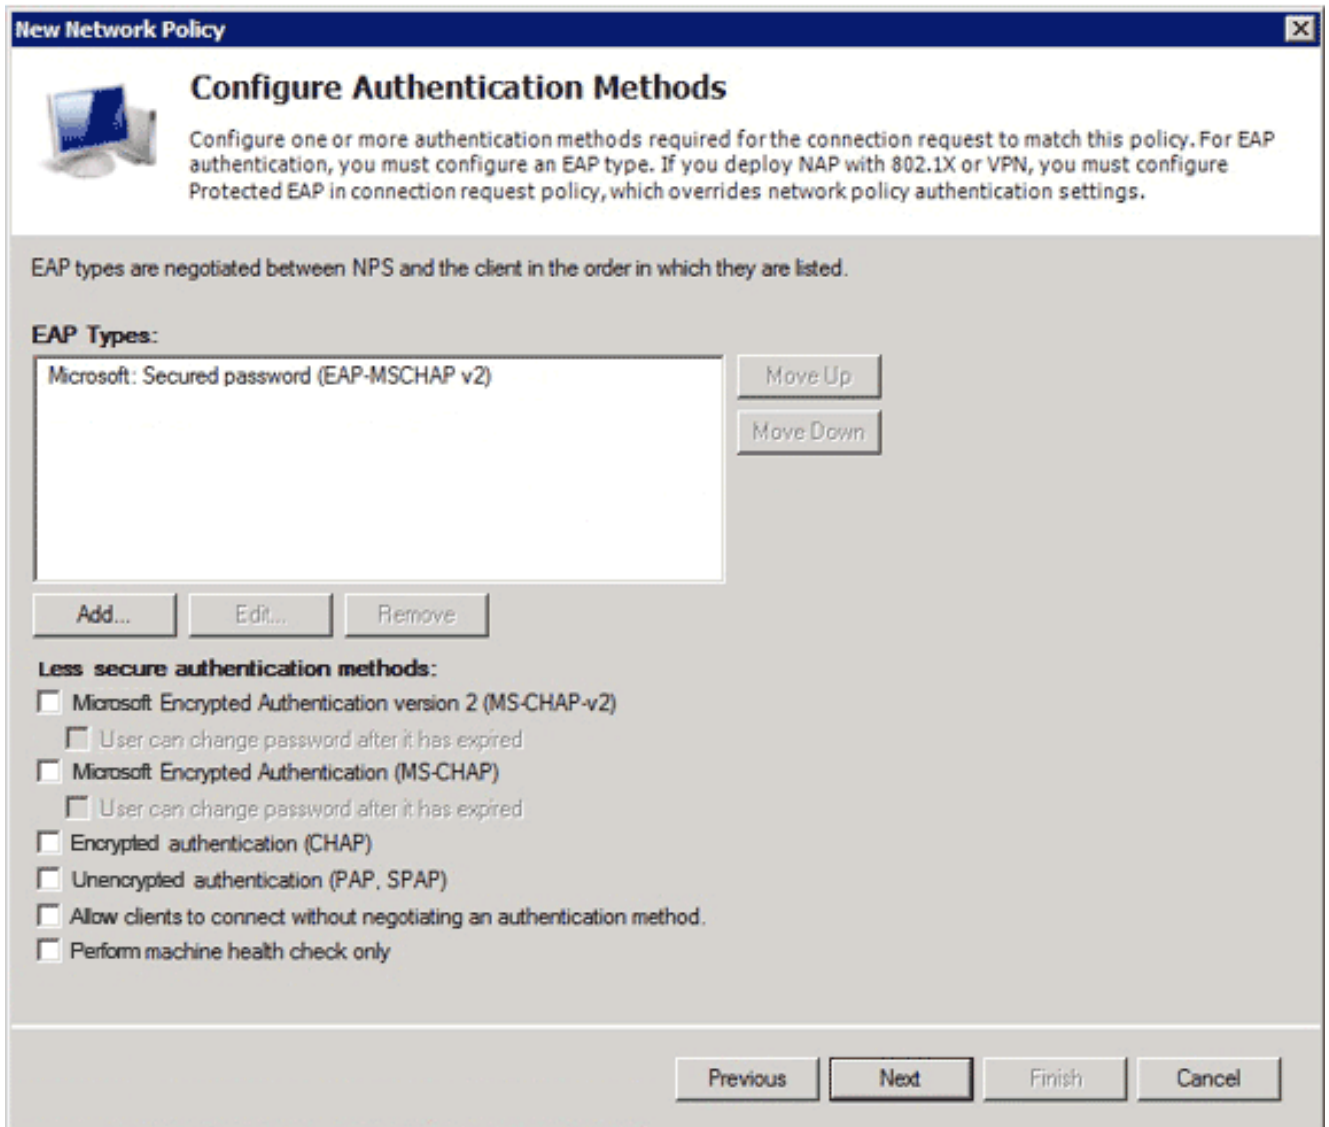 New Network Policy
Configure Authentication Methods
Configure one or more authentication methods required for the connection request to match this policy. For EAP
authentication, you must configure an EAP type. If you deploy NAP with 802.1X or VPN, you must configure
Protected EAP in connection request policy, which overrides network policy authentication settings.
EAP types are negotiated between NPS and the client in the order in which they are listed.
EAP Types:
Microsoft: Secured password (EAP-MSCHAP v2)
Move Up
Move Down
Add...
Edit...
Remove
Less secure authentication methods:
Microsoft Encrypted Authentication version 2 (MS-CHAP-v2)
User can change password after it has expired
Microsoft Encrypted Authentication (MS-CHAP)
User can change password after it has expired
Encrypted authentication (CHAP)
Unencrypted authentication (PAP, SPAP)
Allow clients to connect without negotiating an authentication method.
Perform machine health check only
Previous
Next
Finish
Cancel